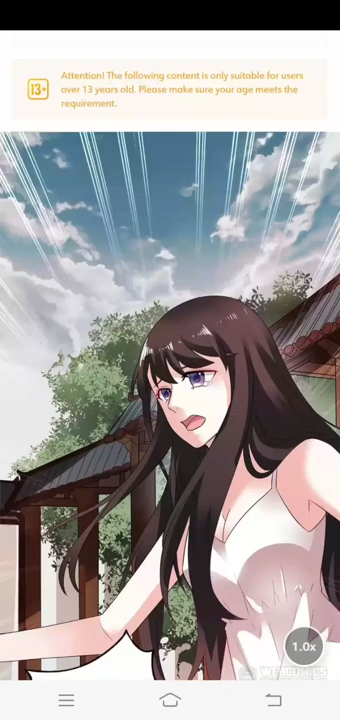 13+
Attention! The following content is only suitable for users
over 13 years old. Please make sure your age meets the
requirement.
1.0x
WEBCOMICS